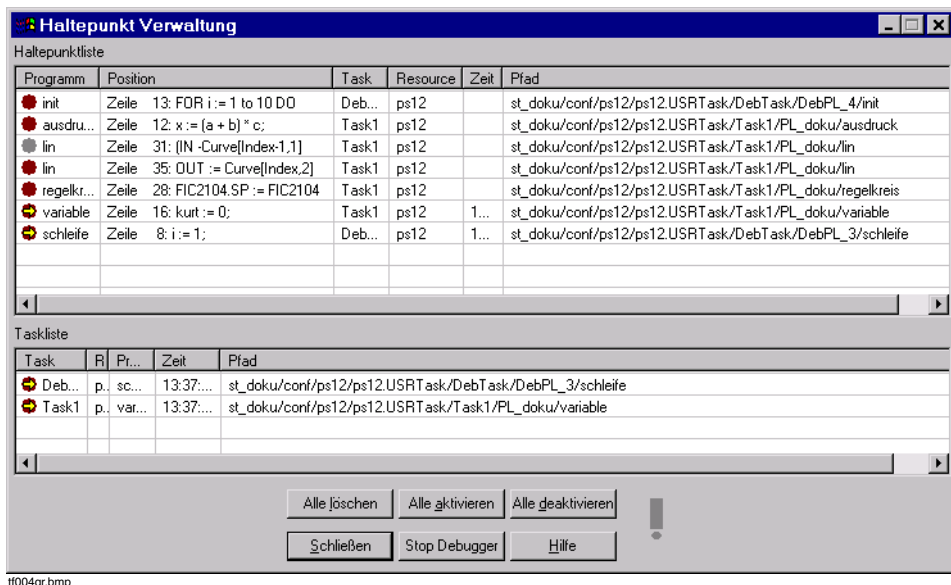 Haltepunkt Verwaltung
Haltepunktliste
Programm Position Task Resource Zeit Pfad
init Zeile 13: FOR i := 1 to 10 DO Deb... ps12 st_doku/conf/ps12/ps12.USRTask/DebTask/DebPL_4/init
ausdru... Zeile 12: x := (a + b) * c; Task1 ps12 st_doku/conf/ps12/ps12.USRTask/Task1/PL_doku/ausdruck
lin Zeile 31: (IN -Curve[Index-1,1] Task1 ps12 st_doku/conf/ps12/ps12.USRTask/Task1/PL_doku/lin
lin Zeile 35: OUT := Curve[Index,2] Task1 ps12 st_doku/conf/ps12/ps12.USRTask/Task1/PL_doku/lin
regelkr... Zeile 28: FIC2104.SP := FIC2104 Task1 ps12 st_doku/conf/ps12/ps12.USRTask/Task1/PL_doku/regelkreis
variable Zeile 16: kurt := 0; Task1 ps12 1... st_doku/conf/ps12/ps12.USRTask/Task1/PL_doku/variable
schleife Zeile 8: i := 1; Deb... ps12 1... st_doku/conf/ps12/ps12.USRTask/DebTask/DebPL_3/schleife
Taskliste
Task R Pr... Zeit Pfad
Deb... p.. sc... 13:37:... st_doku/conf/ps12/ps12.USRTask/DebTask/DebPL_3/schleife
Task1 p.. var... 13:37:... st_doku/conf/ps12/ps12.USRTask/Task1/PL_doku/variable
Alle löschen Alle aktivieren Alle deaktivieren
Schließen Stop Debugger Hilfe
tf004gr.bmp